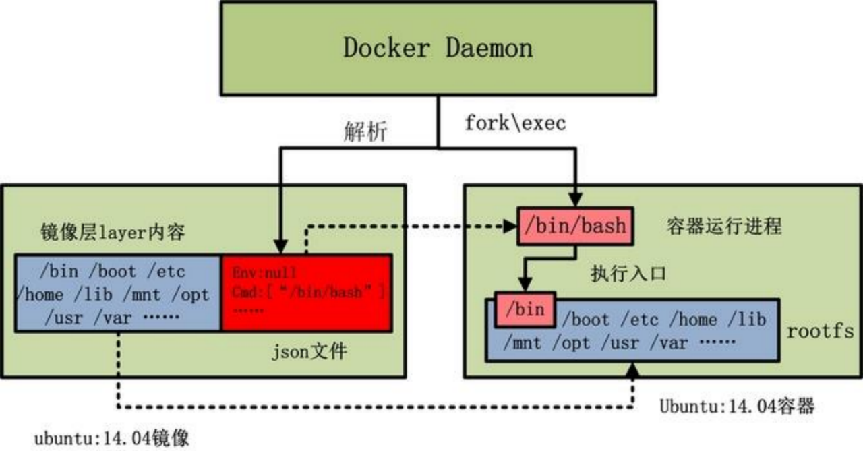 Docker Daemon
解析
fork\exec
镜像层layer内容
/bin /boot /etc
/home /lib /mnt /opt
/usr /var ……
Env:null
Cmd:[ “/bin/bash” ]
……
json文件
ubuntu:14.04镜像
/bin/bash
容器运行进程
执行入口
/bin
/boot /etc /home /lib
/mnt /opt /usr /var ……
rootfs
Ubuntu:14.04容器